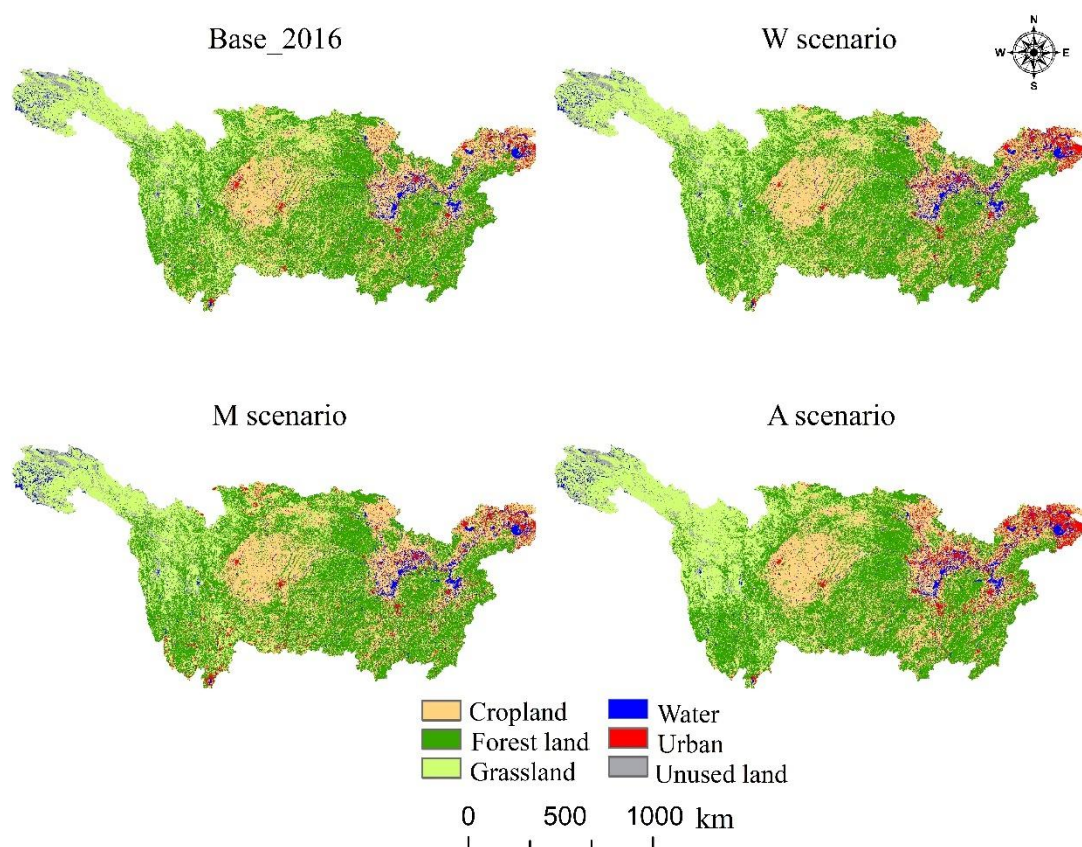 Base_2016
W scenario
N
W E
S
M scenario
A scenario
Cropland
Water
Forest land
Urban
Grassland
Unused land
0 500 1000 km